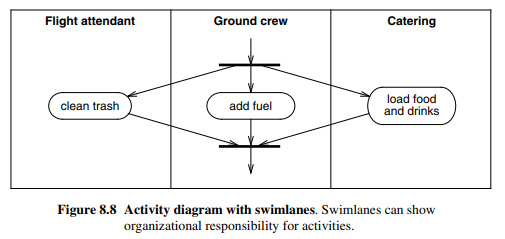 Flight attendant
Ground crew
Catering
clean trash
add fuel
load food
and drinks
Figure 8.8 Activity diagram with swimlanes. Swimlanes can show
organizational responsibility for activities.